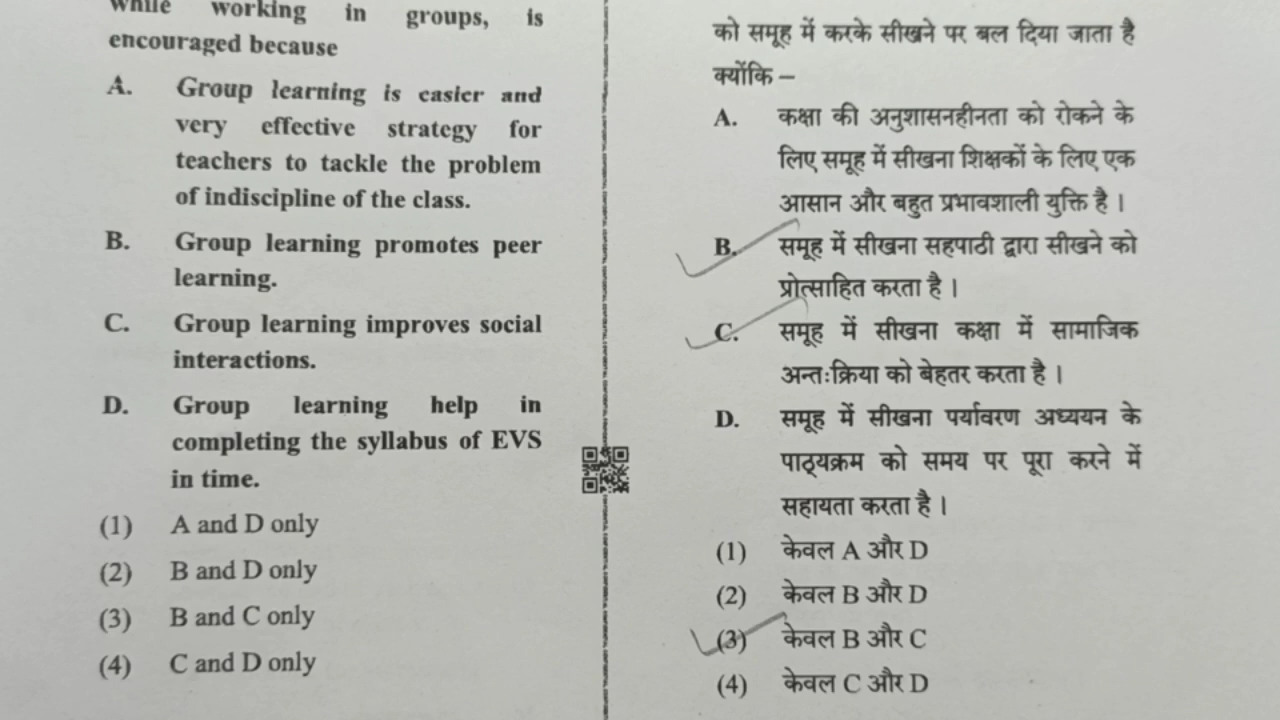 while working in groups, is
encouraged because
A. Group learning is easier and
very effective strategy for
teachers to tackle the problem
of indiscipline of the class.
B. Group learning promotes peer
learning.
C. Group learning improves social
interactions.
D. Group learning help in
completing the syllabus of EVS
in time.
(1) A and D only
(2) B and D only
(3) B and C only
(4) C and D only
को समूह में करके सीखने पर बल दिया जाता है
क्योंकि –
A. कक्षा की अनुशासनहीनता को रोकने के
लिए समूह में सीखना शिक्षकों के लिए एक
आसान और बहुत प्रभावशाली युक्ति है ।
B. समूह में सीखना सहपाठी द्वारा सीखने को
प्रोत्साहित करता है ।
C. समूह में सीखना कक्षा में सामाजिक
अन्तःक्रिया को बेहतर करता है ।
D. समूह में सीखना पर्यावरण अध्ययन के
पाठ्यक्रम को समय पर पूरा करने में
सहायता करता है ।
(1) केवल A और D
(2) केवल B और D
(3) केवल B और C
(4) केवल C और D